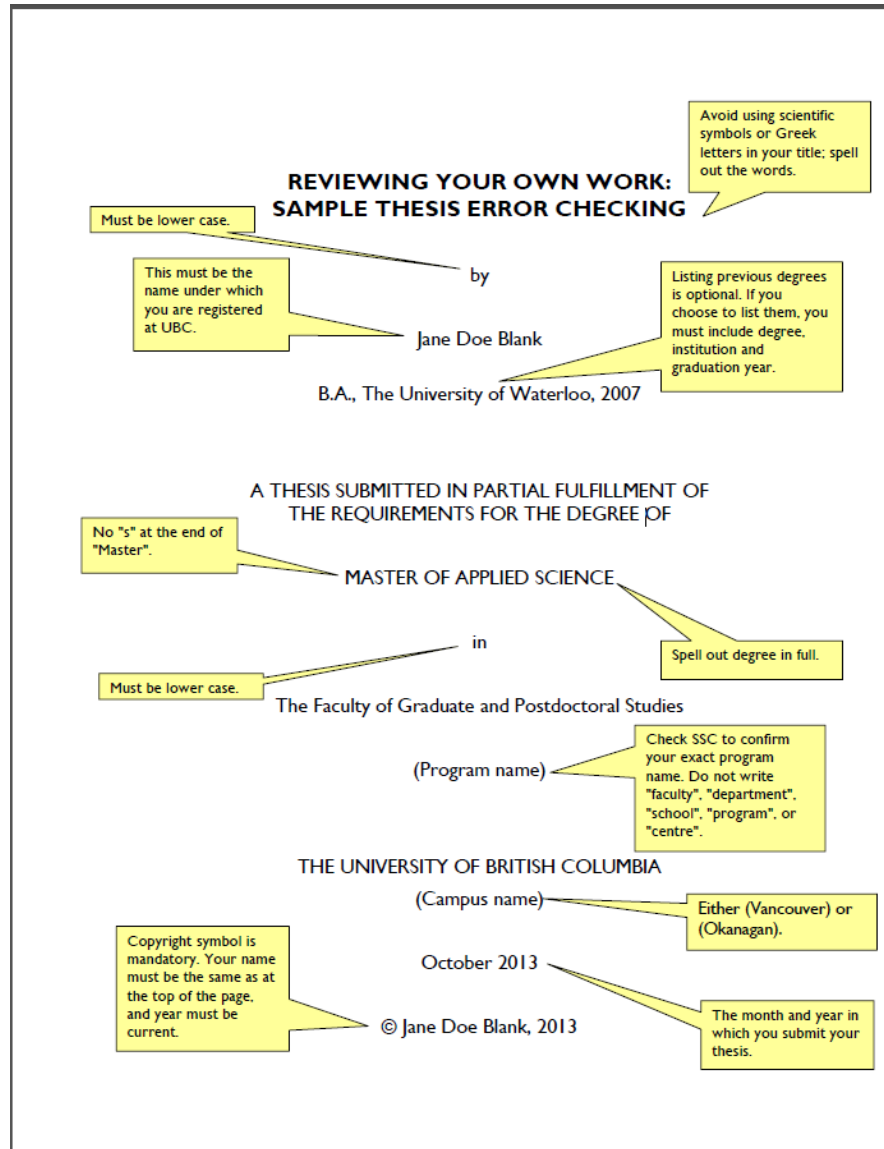 Avoid using scientific
symbols or Greek
letters in your title; spell
out the words.
REVIEWING YOUR OWN WORK:
SAMPLE THESIS ERROR CHECKING
Must be lower case.
by
This must be the
name under which
you are registered
at UBC.
Listing previous degrees
is optional. If you
choose to list them, you
must include degree,
institution and
graduation year.
Jane Doe Blank
B.A., The University of Waterloo, 2007
A THESIS SUBMITTED IN PARTIAL FULFILLMENT OF
THE REQUIREMENTS FOR THE DEGREE OF
No "s" at the end of
"Master".
MASTER OF APPLIED SCIENCE
in
Spell out degree in full.
Must be lower case.
The Faculty of Graduate and Postdoctoral Studies
(Program name)
Check SSC to confirm
your exact program
name. Do not write
"faculty", "department",
"school", "program", or
"centre".
THE UNIVERSITY OF BRITISH COLUMBIA
(Campus name)
Either (Vancouver) or
(Okanagan).
Copyright symbol is
mandatory. Your name
must be the same as at
the top of the page,
and year must be
current.
October 2013
The month and year in
which you submit your
thesis.
© Jane Doe Blank, 2013